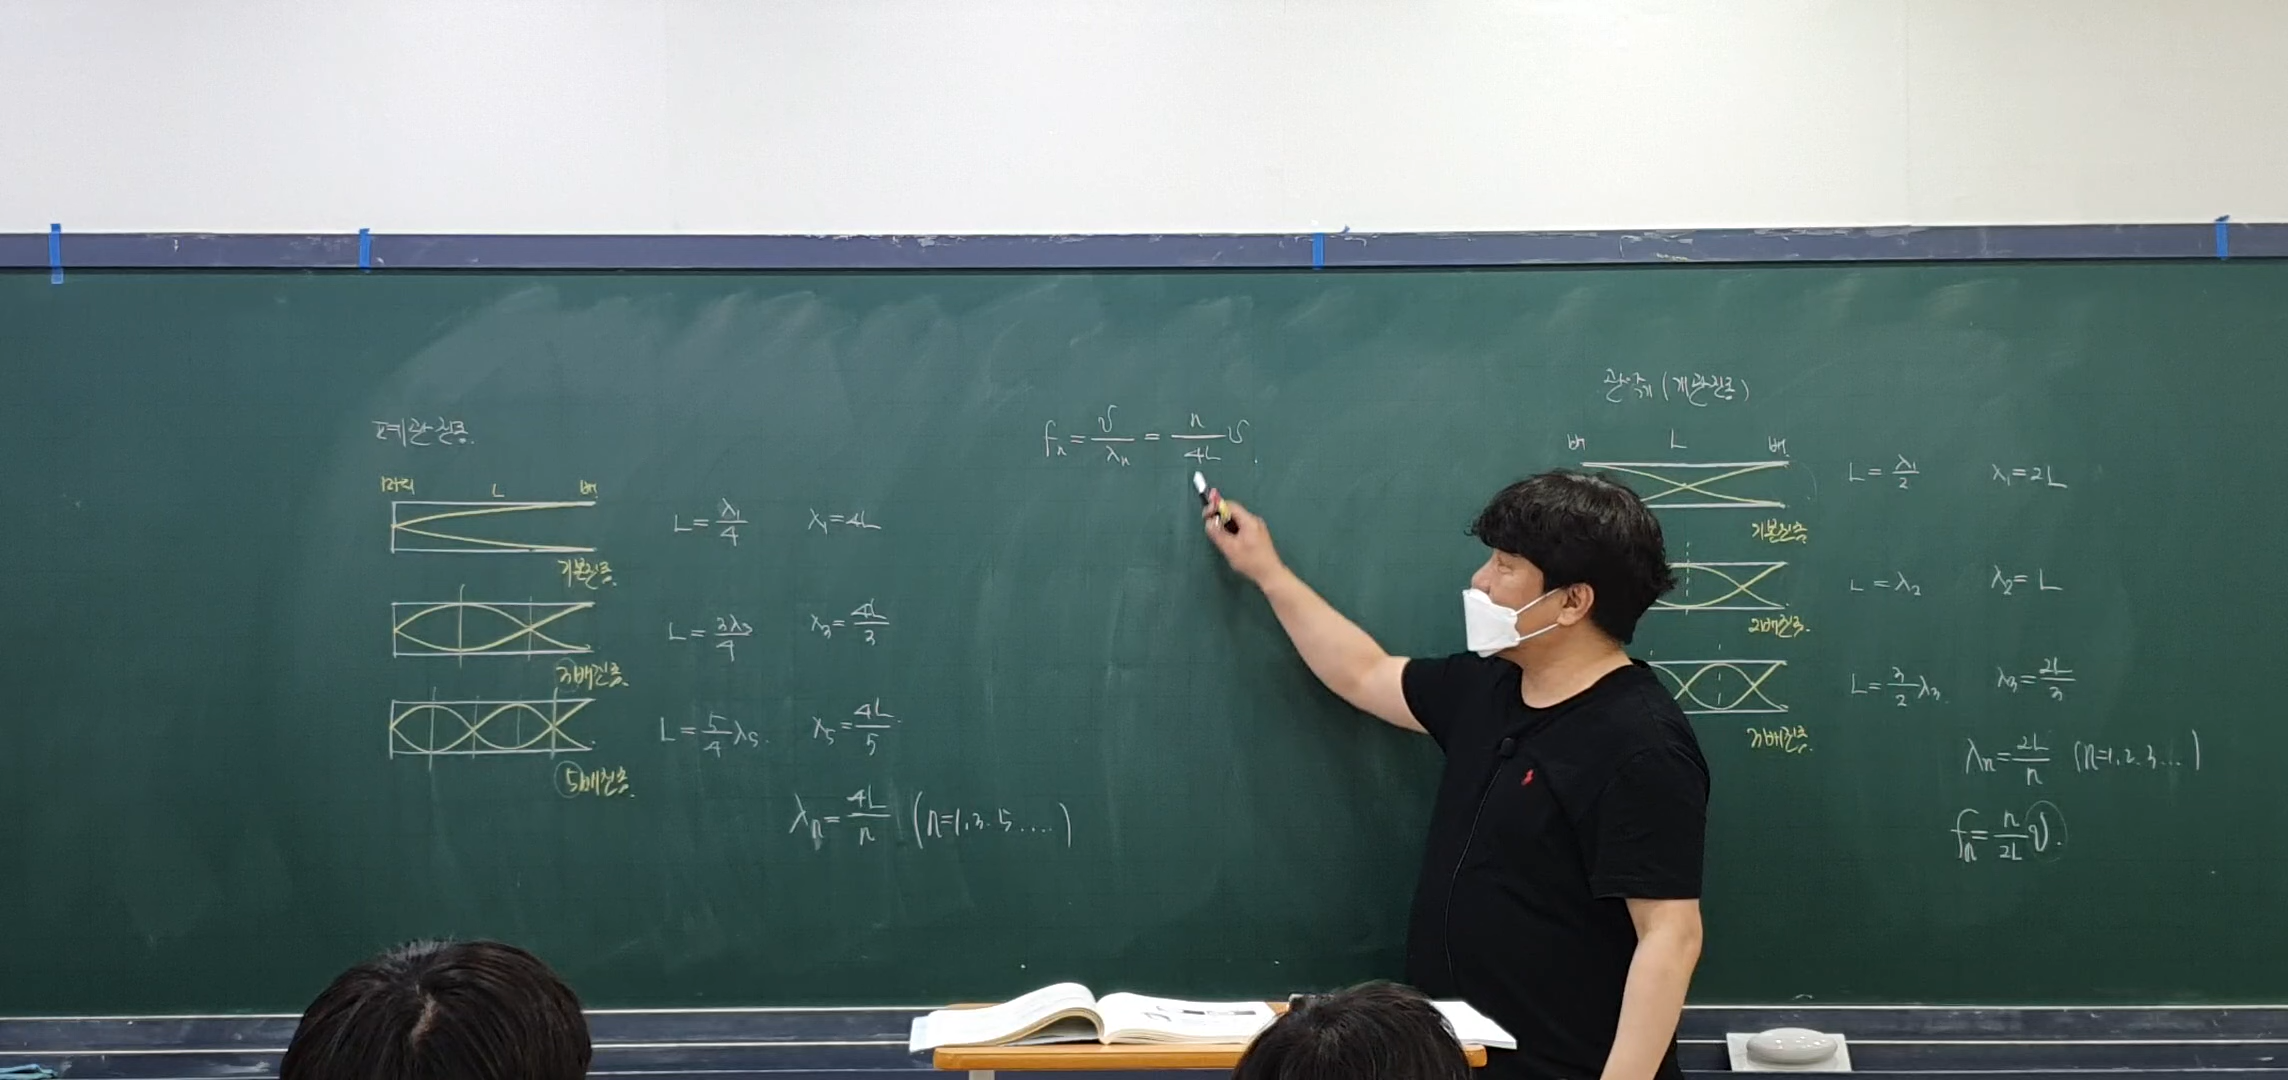 폐관진동.
마디 L 배.
L = λ₁/4 λ₁ = 4L
기본진동.
L = 3λ₃/4 λ₃ = 4L/3
3배진동.
L = 5/4 λ₅. λ₅ = 4L/5.
5배진동.
λn = 4L/n (n=1. 3. 5. ....)
fn = v/λn = n/4L v.
관악기(개관진동)
배 L 배.
L = λ₁/2 λ₁ = 2L
기본진동.
L = λ₂ λ₂ = L
2배진동.
L = 3/2 λ₃. λ₃ = 2L/3
3배진동.
λn = 2L/n (n=1. 2. 3 ...)
fn = n/2L v.